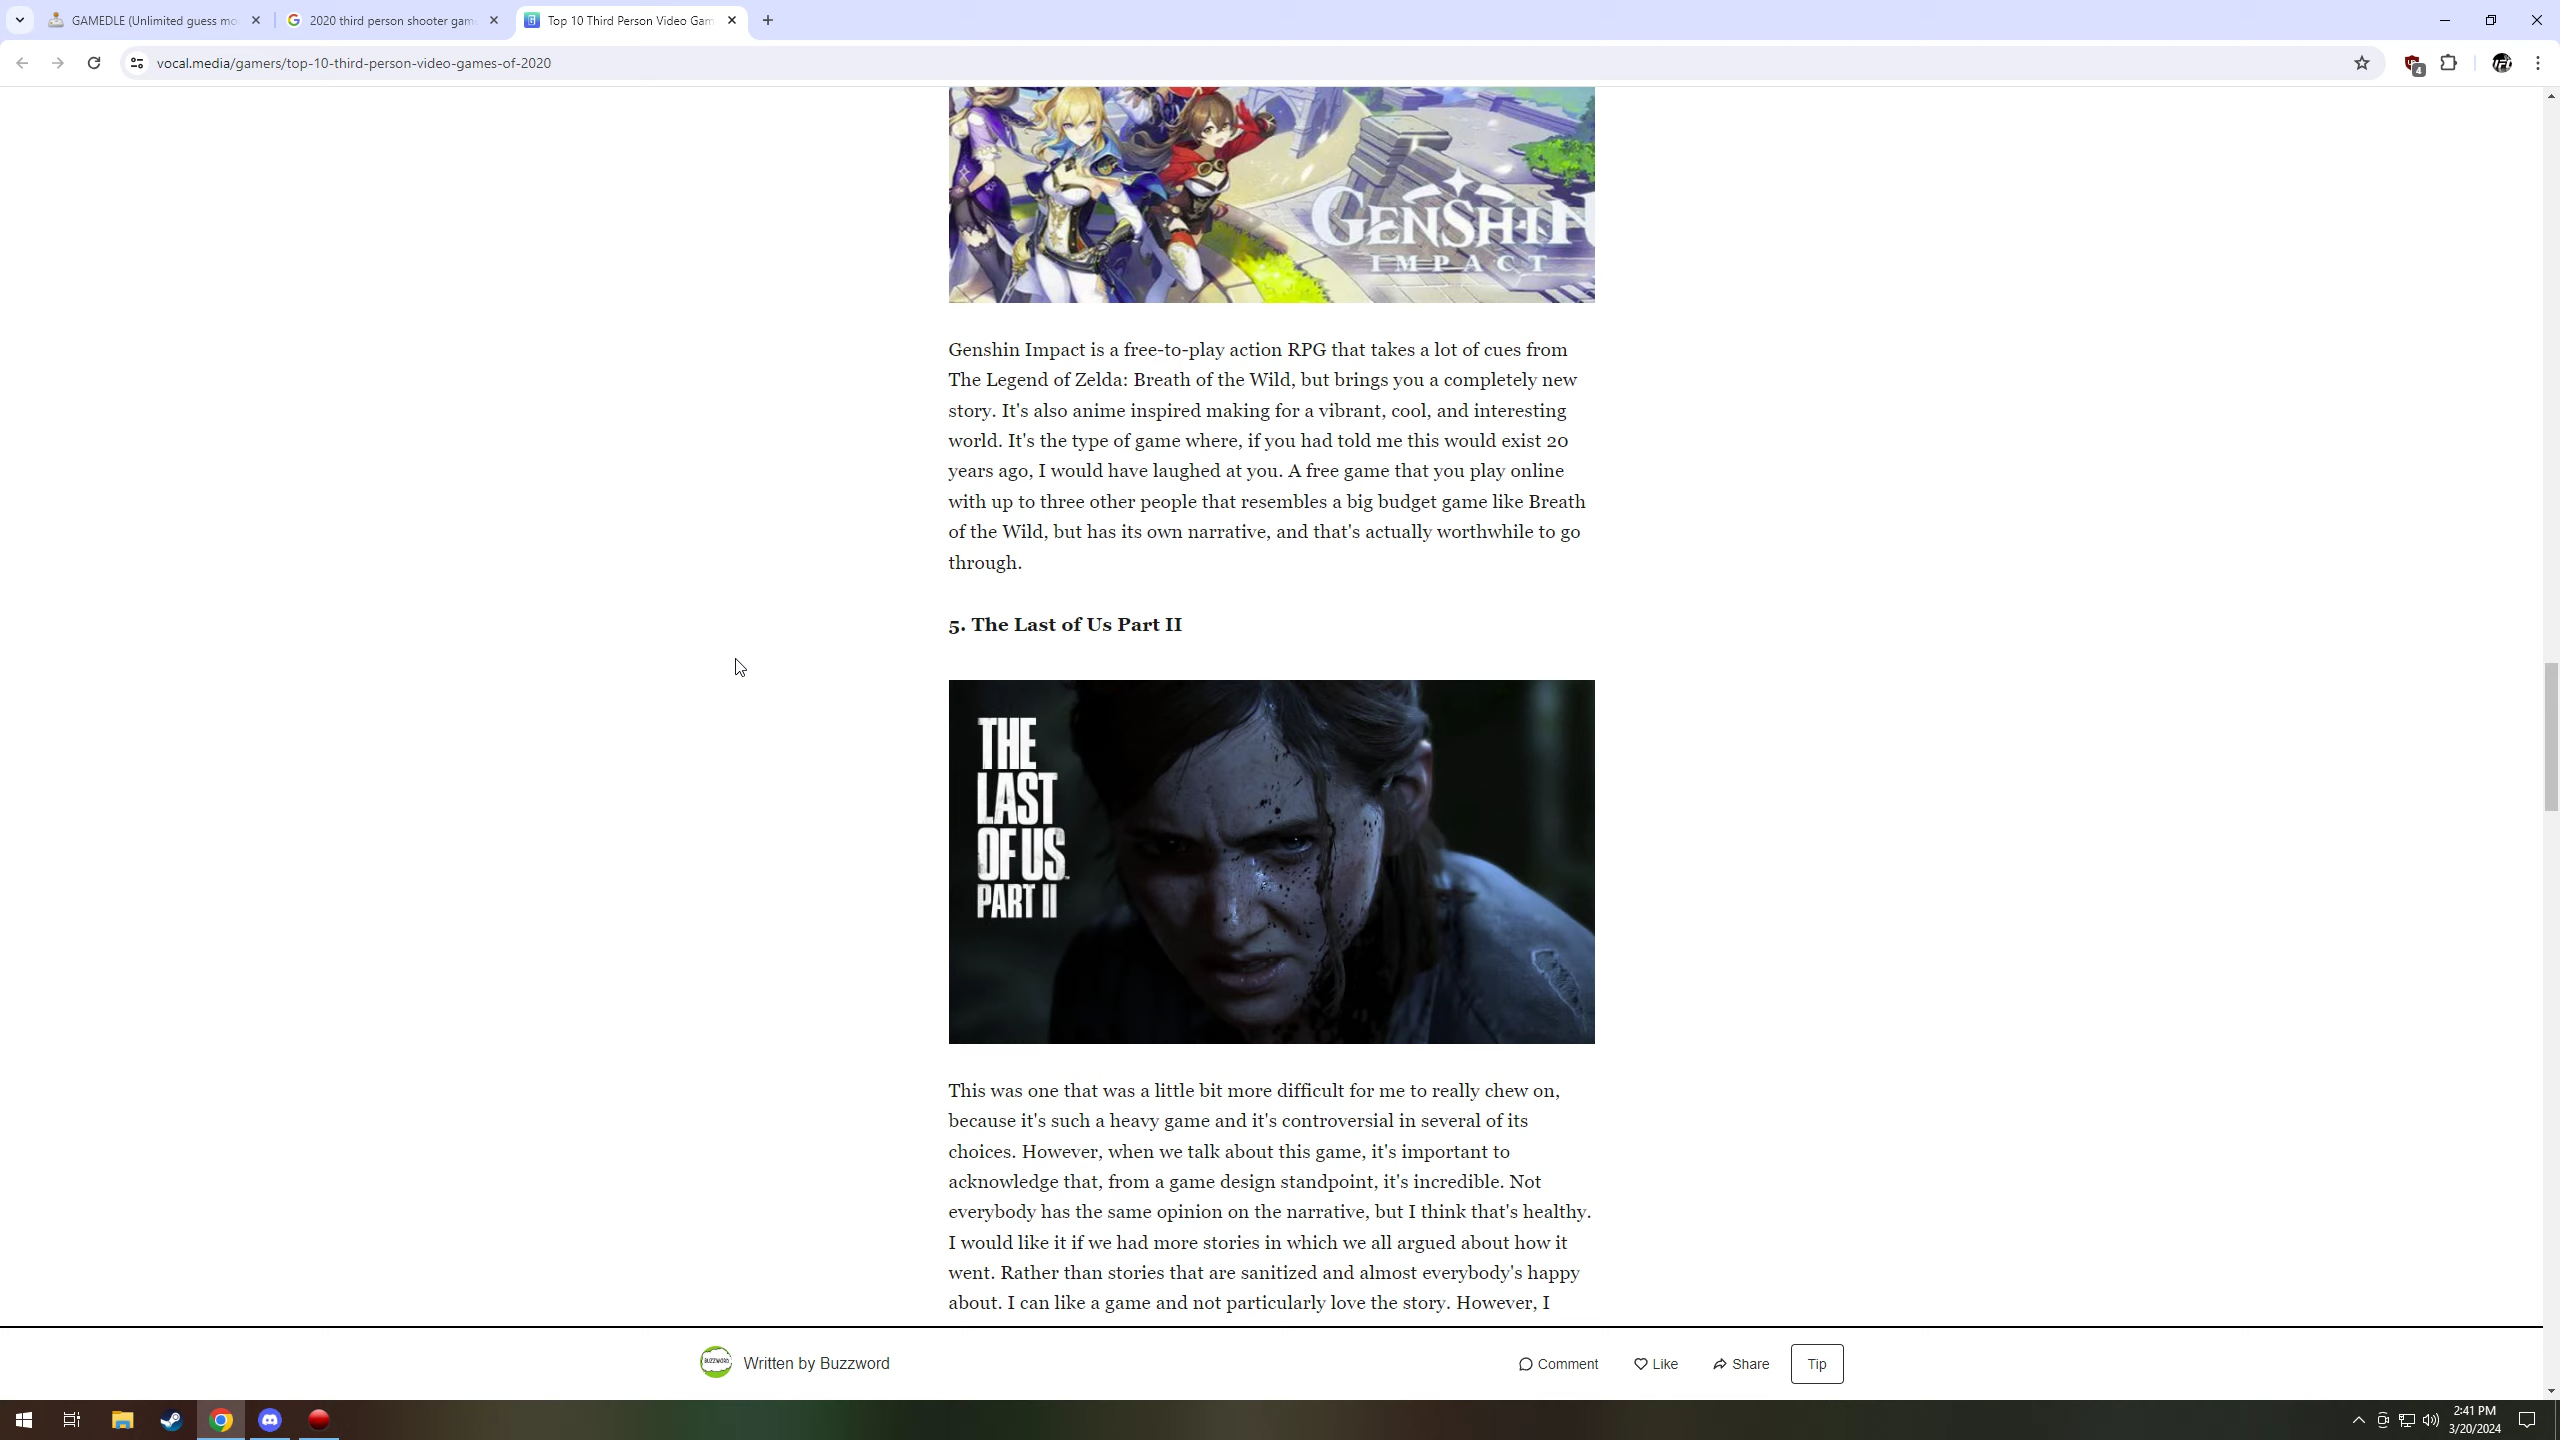 GAMEDLE (Unlimited guess mo
2020 third person shooter gam
Top 10 Third Person Video Gam
vocal.media/gamers/top-10-third-person-video-games-of-2020
4
GENSHIN
IMPACT
Genshin Impact is a free-to-play action RPG that takes a lot of cues from
The Legend of Zelda: Breath of the Wild, but brings you a completely new
story. It's also anime inspired making for a vibrant, cool, and interesting
world. It's the type of game where, if you had told me this would exist 20
years ago, I would have laughed at you. A free game that you play online
with up to three other people that resembles a big budget game like Breath
of the Wild, but has its own narrative, and that's actually worthwhile to go
through.
5. The Last of Us Part II
THE
LAST
OF US
PART II
This was one that was a little bit more difficult for me to really chew on,
because it's such a heavy game and it's controversial in several of its
choices. However, when we talk about this game, it's important to
acknowledge that, from a game design standpoint, it's incredible. Not
everybody has the same opinion on the narrative, but I think that's healthy.
I would like it if we had more stories in which we all argued about how it
went. Rather than stories that are sanitized and almost everybody's happy
about. I can like a game and not particularly love the story. However, I
BUZZWORD
Written by Buzzword
Comment
Like
Share
Tip
2:41 PM
3/20/2024